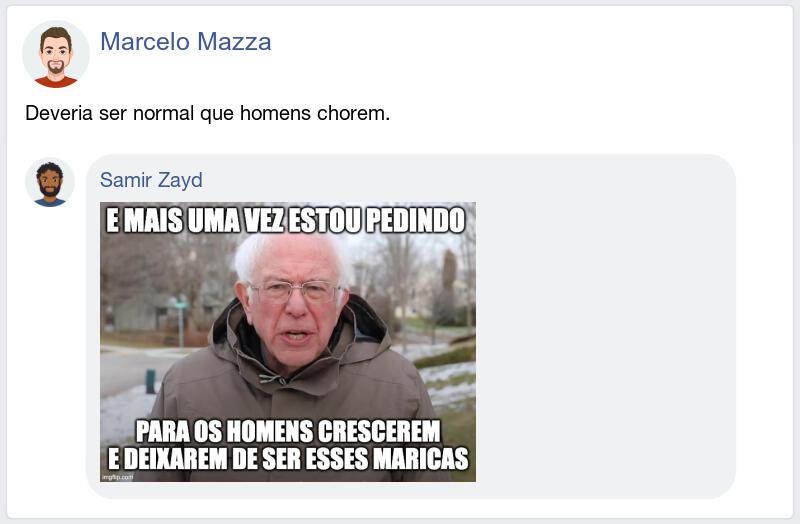 Marcelo Mazza
Deveria ser normal que homens chorem.
Samir Zayd
E MAIS UMA VEZ ESTOU PEDINDO
PARA OS HOMENS CRESCEREM
E DEIXAREM DE SER ESSES MARICAS
imgflip.com